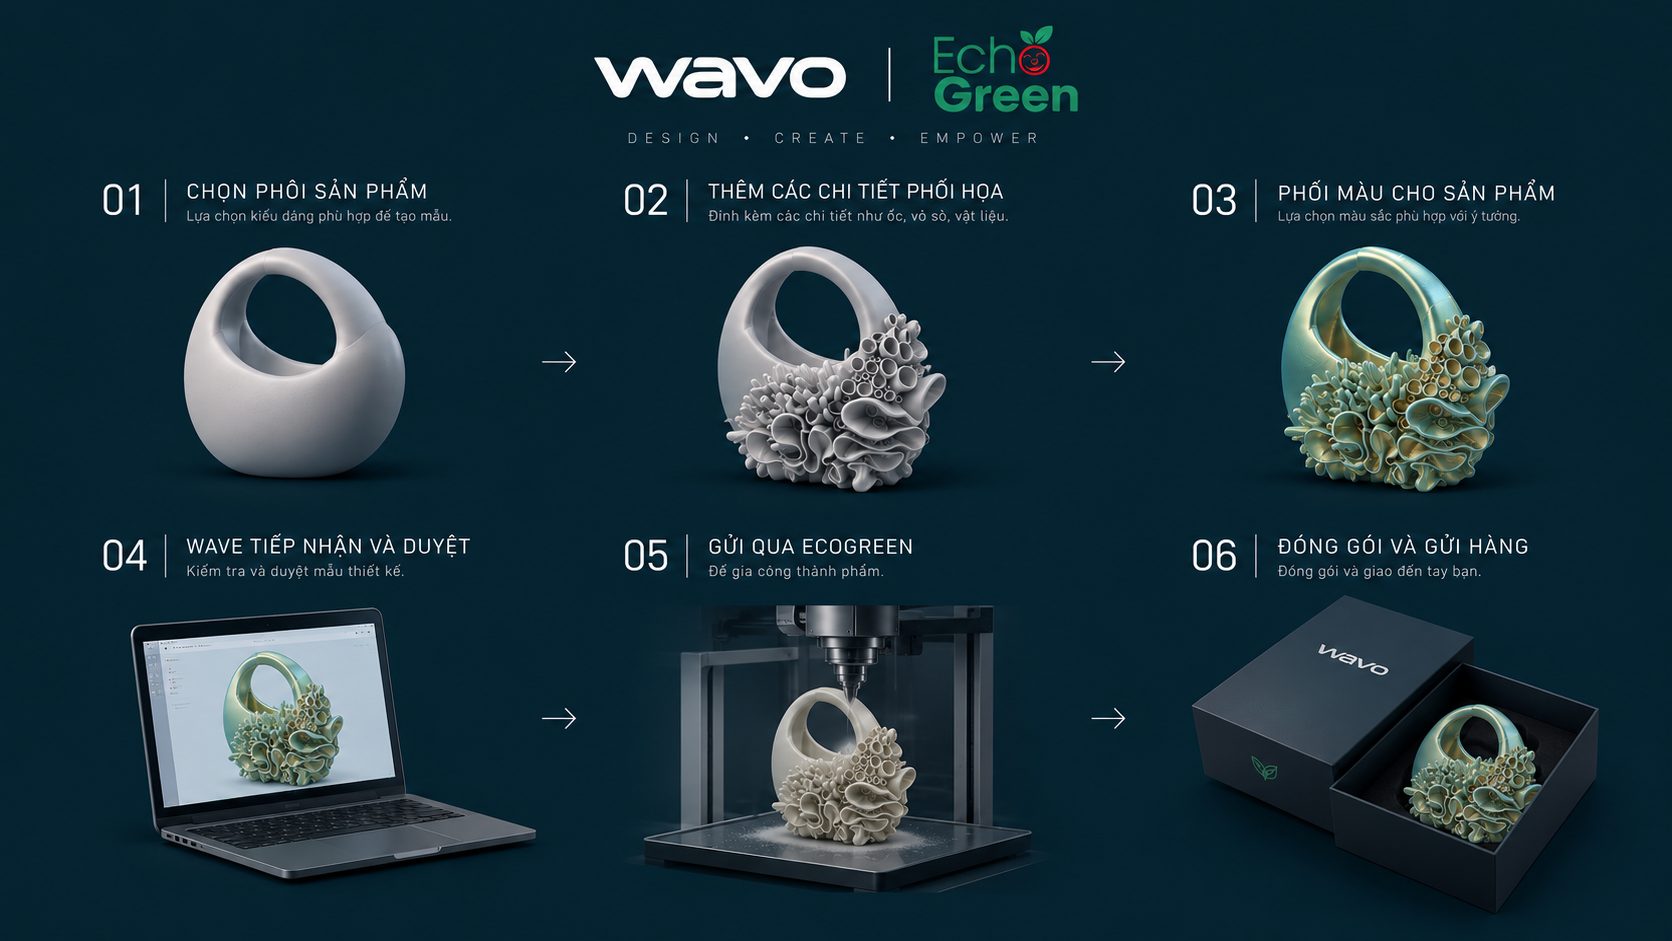 wavo
Ech
Green
DESIGN • CREATE • EMPOWER
01
CHỌN PHÔI SẢN PHẨM
Lựa chọn kiểu dáng phù hợp để tạo mẫu.
02
THÊM CÁC CHI TIẾT PHỐI HỌA
Đính kèm các chi tiết như ốc, vỏ sò, vật liệu.
03
PHỐI MÀU CHO SẢN PHẨM
Lựa chọn màu sắc phù hợp với ý tưởng.
04
WAVE TIẾP NHẬN VÀ DUYỆT
Kiểm tra và duyệt mẫu thiết kế.
05
GỬI QUA ECOGREEN
Để gia công thành phẩm.
06
ĐÓNG GÓI VÀ GỬI HÀNG
Đóng gói và giao đến tay bạn.
wavo